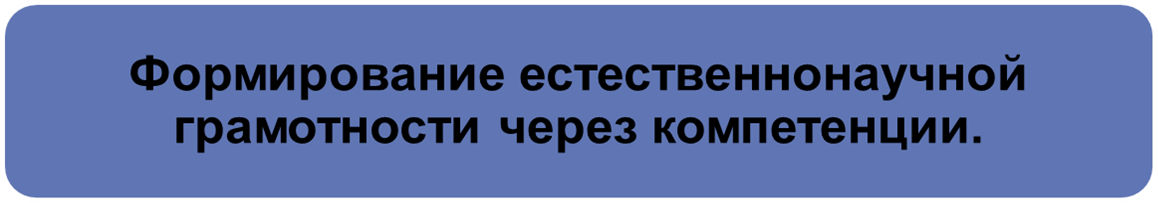 Формирование естественнонаучной
грамотности через компетенции.